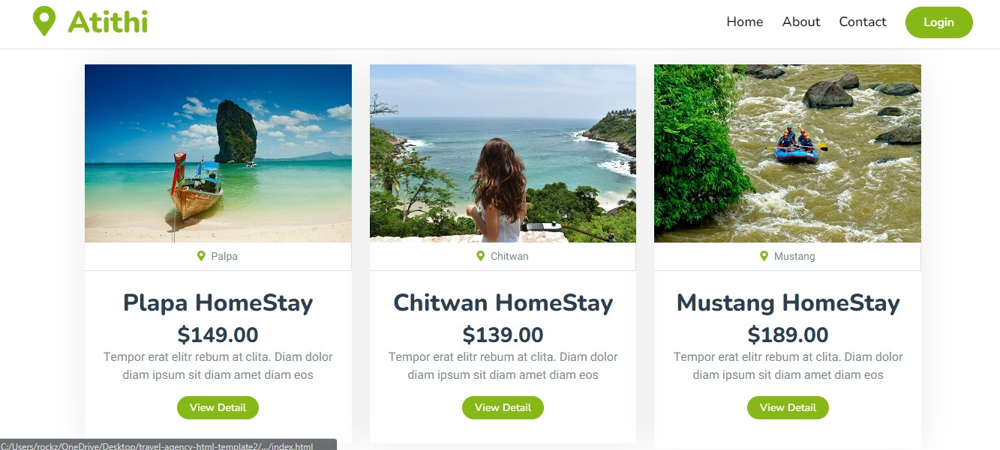 Atithi
Home About Contact Login
Palpa
Plapa HomeStay
$149.00
Tempor erat elitr rebum at clita. Diam dolor
diam ipsum sit diam amet diam eos
View Detail
Chitwan
Chitwan HomeStay
$139.00
Tempor erat elitr rebum at clita. Diam dolor
diam ipsum sit diam amet diam eos
View Detail
Mustang
Mustang HomeStay
$189.00
Tempor erat elitr rebum at clita. Diam dolor
diam ipsum sit diam amet diam eos
View Detail
C:/Users/rockz/OneDrive/Desktop/travel-agency-html-template2/.../index.html